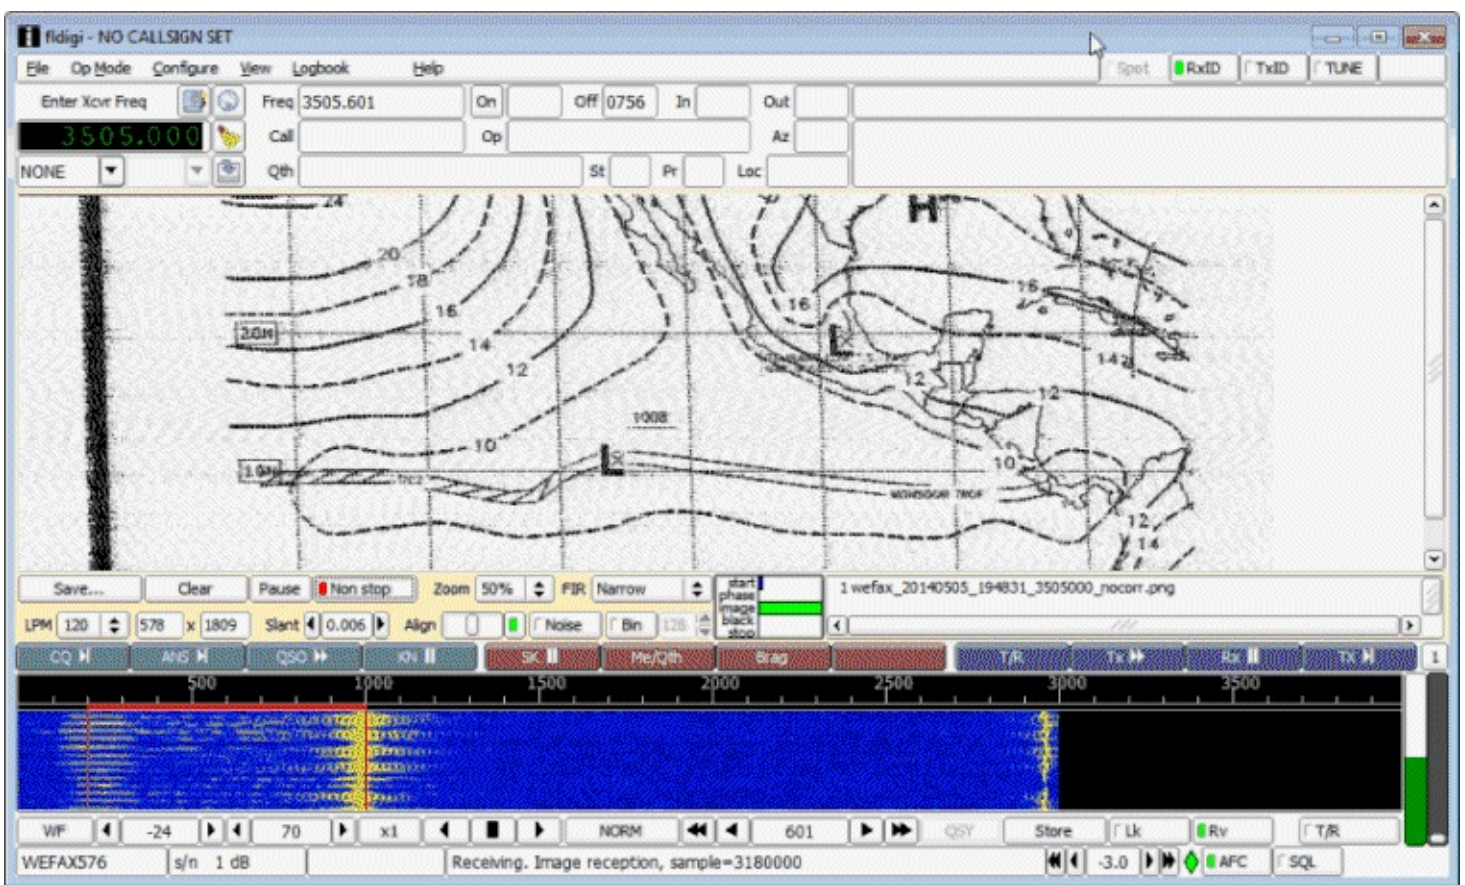 fldigi - NO CALLSIGN SET
File Op Mode Configure View Logbook Help Spot RxID TxID TUNE
Enter Xcvr Freq Freq 3505.601 On Off 0756 In Out
3505.000 Call Op Az
NONE Qth St Pr Loc
24 H
20
18 16
16 16
20N L
14 14
12 12
12
1008
10
L 10
10N ITCZ
MONSOON TROF
12
14
Save... Clear Pause Non stop Zoom 50% FIR Narrow start 1 wefax_20140505_194831_3505000_nocorr.png
phase
image
LPM 120 578 x 1809 Slant 0.006 Align Noise Bin 128 black
stop
CQ ANS QSO KN SK Me/Qth Brag T/R Tx Rx TX 1
500 1000 1500 2000 2500 3000 3500
WF -24 70 x1 NORM 601 QSY Store Lk Rv T/R
WEFAX576 s/n 1 dB Receiving. Image reception, sample=3180000 -3.0 AFC SQL